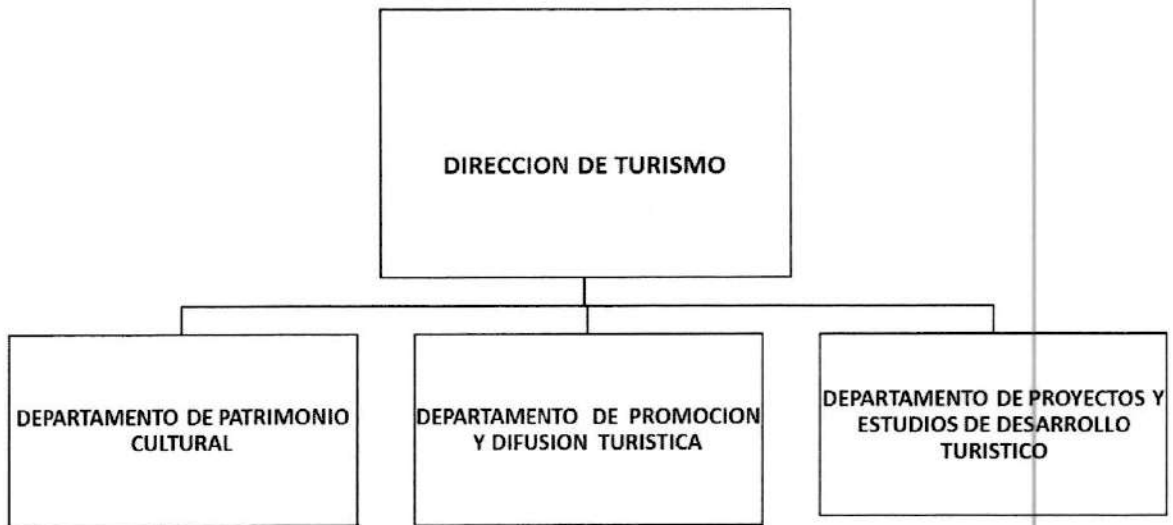 DIRECCION DE TURISMO
DEPARTAMENTO DE PATRIMONIO
CULTURAL
DEPARTAMENTO DE PROMOCION
Y DIFUSION TURISTICA
DEPARTAMENTO DE PROYECTOS Y
ESTUDIOS DE DESARROLLO
TURISTICO